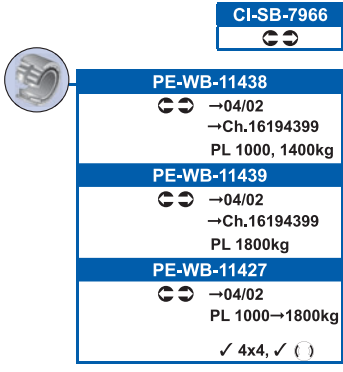 CI-SB-7966
PE-WB-11438
→04/02
→Ch.16194399
PL 1000, 1400kg
PE-WB-11439
→04/02
→Ch.16194399
PL 1800kg
PE-WB-11427
→04/02
PL 1000→1800kg
✓ 4x4, ✓ ( )